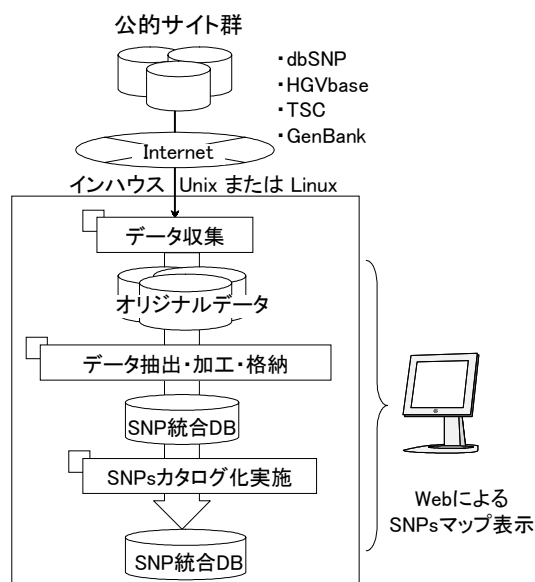 公的サイト群
・dbSNP
・HGVbase
・TSC
・GenBank
Internet
インハウス Unix または Linux
データ収集
オリジナルデータ
データ抽出・加工・格納
SNP統合DB
SNPsカタログ化実施
SNP統合DB
Webによる
SNPsマップ表示